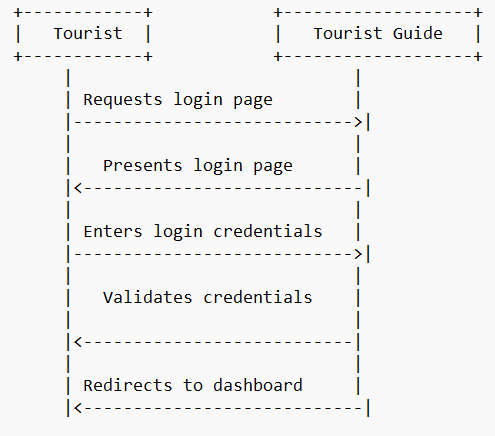 +------------+            +-------------------+
|   Tourist  |            |   Tourist Guide   |
+------------+            +-------------------+
     |                            |
     | Requests login page        |
     |---------------------------->|
     |                            |
     |   Presents login page      |
     |<----------------------------|
     |                            |
     | Enters login credentials   |
     |---------------------------->|
     |                            |
     |   Validates credentials    |
     |                            |
     |<---------------------------|
     |                            |
     | Redirects to dashboard     |
     |<----------------------------|